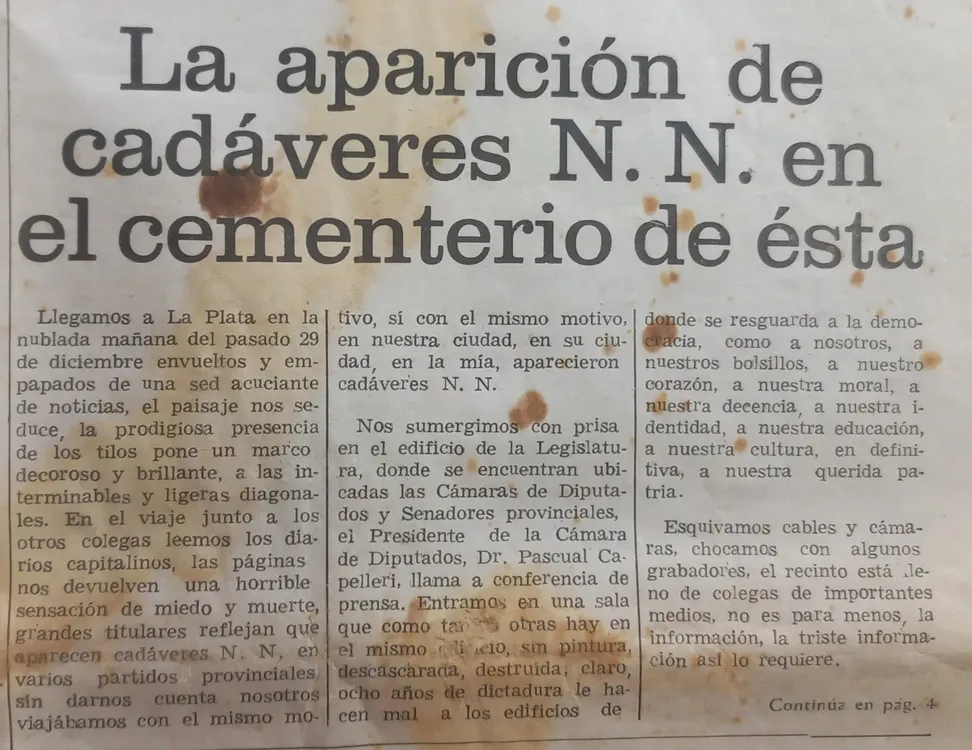 La aparición de
cadáveres N. N. en
el cementerio de ésta
Llegamos a La Plata en la
nublada mañana del pasado 29
de diciembre envueltos y em-
papados de una sed acuciante
de noticias, el paisaje nos se-
duce, la prodigiosa presencia
de los tilos pone un marco
decoroso y brillante, a las in-
terminables y ligeras diagona-
les. En el viaje junto a los
otros colegas leemos los dia-
rios capitalinos, las páginas
nos devuelven una horrible
sensación de miedo y muerte,
grandes titulares reflejan que
aparecen cadáveres N. N. en
varios partidos provinciales
sin darnos cuenta nosotros
viajábamos con el mismo mo-
tivo, sí con el mismo motivo,
en nuestra ciudad, en su ciu-
dad, en la mía, aparecieron
cadáveres N. N.
Nos sumergimos con prisa
en el edificio de la Legislatu-
ra, donde se encuentran ubi-
cadas las Cámaras de Diputa-
dos y Senadores provinciales,
el Presidente de la Cámara
de Diputados, Dr. Pascual Ca-
pelleri, llama a conferencia de
prensa. Entramos en una sala
que como otras hay en
el mismo sin pintura,
descascarada, destruida, claro,
ocho años de dictadura le ha-
cen mal a los edificios de
donde se resguarda a la demo-
cracia, como a nosotros, a
nuestros bolsillos, a nuestro
corazón, a nuestra moral, a
nuestra decencia, a nuestra i-
dentidad, a nuestra educación,
a nuestra cultura, en defini-
tiva, a nuestra querida pa-
tria.
Esquivamos cables y cáma-
ras, chocamos con algunos
grabadores, el recinto está lle-
no de colegas de importantes
medios, no es para menos, la
información, la triste informa-
ción así lo requiere.
Continúa en pág. 4